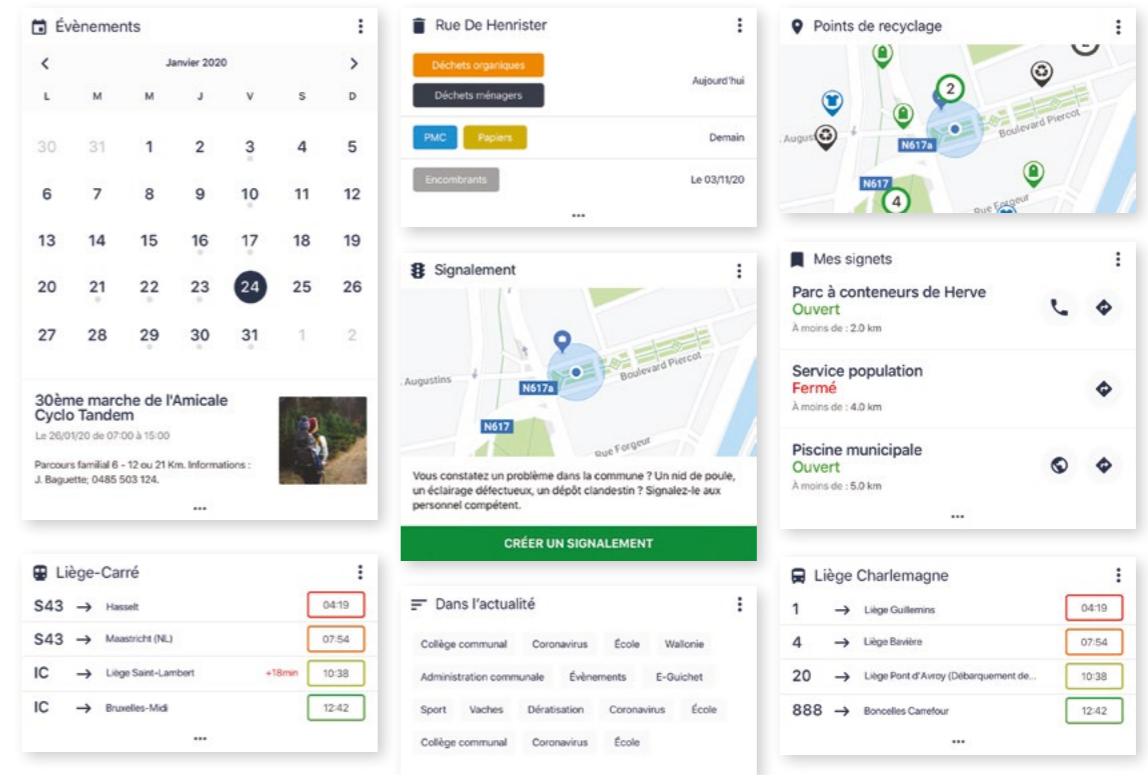 Évènements
Janvier 2020
L M M J V S D
30 31 1 2 3 4 5
6 7 8 9 10 11 12
13 14 15 16 17 18 19
20 21 22 23 24 25 26
27 28 29 30 31 1 2
30ème marche de l'Amicale
Cyclo Tandem
Le 26/01/20 de 07:00 à 15:00
Parcours familial 6 - 12 ou 21 Km. Informations :
J. Baguette; 0485 503 124.
Liège-Carré
S43 → Hasselt 04:19
S43 → Maastricht (NL) 07:54
IC → Liège Saint-Lambert +18min 10:38
IC → Bruxelles-Midi 12:42
Rue De Henrister
Déchets organiques
Aujourd'hui
Déchets ménagers
PMC Papiers Demain
Encombrants Le 03/11/20
Signalement
Augustins
N617a
Boulevard Piercot
N617
Rue Forgeur
Vous constatez un problème dans la commune ? Un nid de poule,
un éclairage défectueux, un dépôt clandestin ? Signalez-le aux
personnel compétent.
CRÉER UN SIGNALEMENT
Dans l'actualité
Collège communal Coronavirus École Wallonie
Administration communale Évènements E-Guichet
Sport Vaches Dératisation Coronavirus École
Collège communal Coronavirus École
Points de recyclage
2
Boulevard Piercot
August
N617a
N617
4
Rue Forgeur
Mes signets
Parc à conteneurs de Herve
Ouvert
À moins de : 2.0 km
Service population
Fermé
À moins de : 4.0 km
Piscine municipale
Ouvert
À moins de : 5.0 km
Liège Charlemagne
1 → Liège Guillemins 04:19
4 → Liège Bavière 07:54
20 → Liège Pont d'Avroy (Débarquement de... 10:38
888 → Boncelles Carrefour 12:42